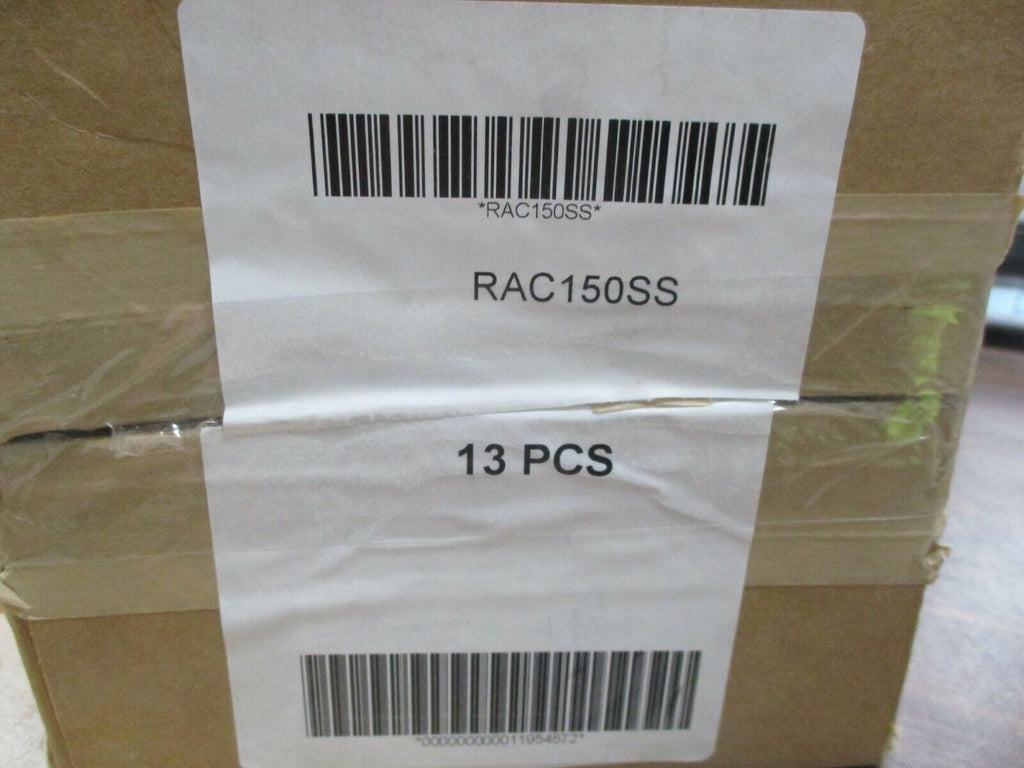 *RAC150SS*
RAC150SS
13 PCS
*000000000011954572*